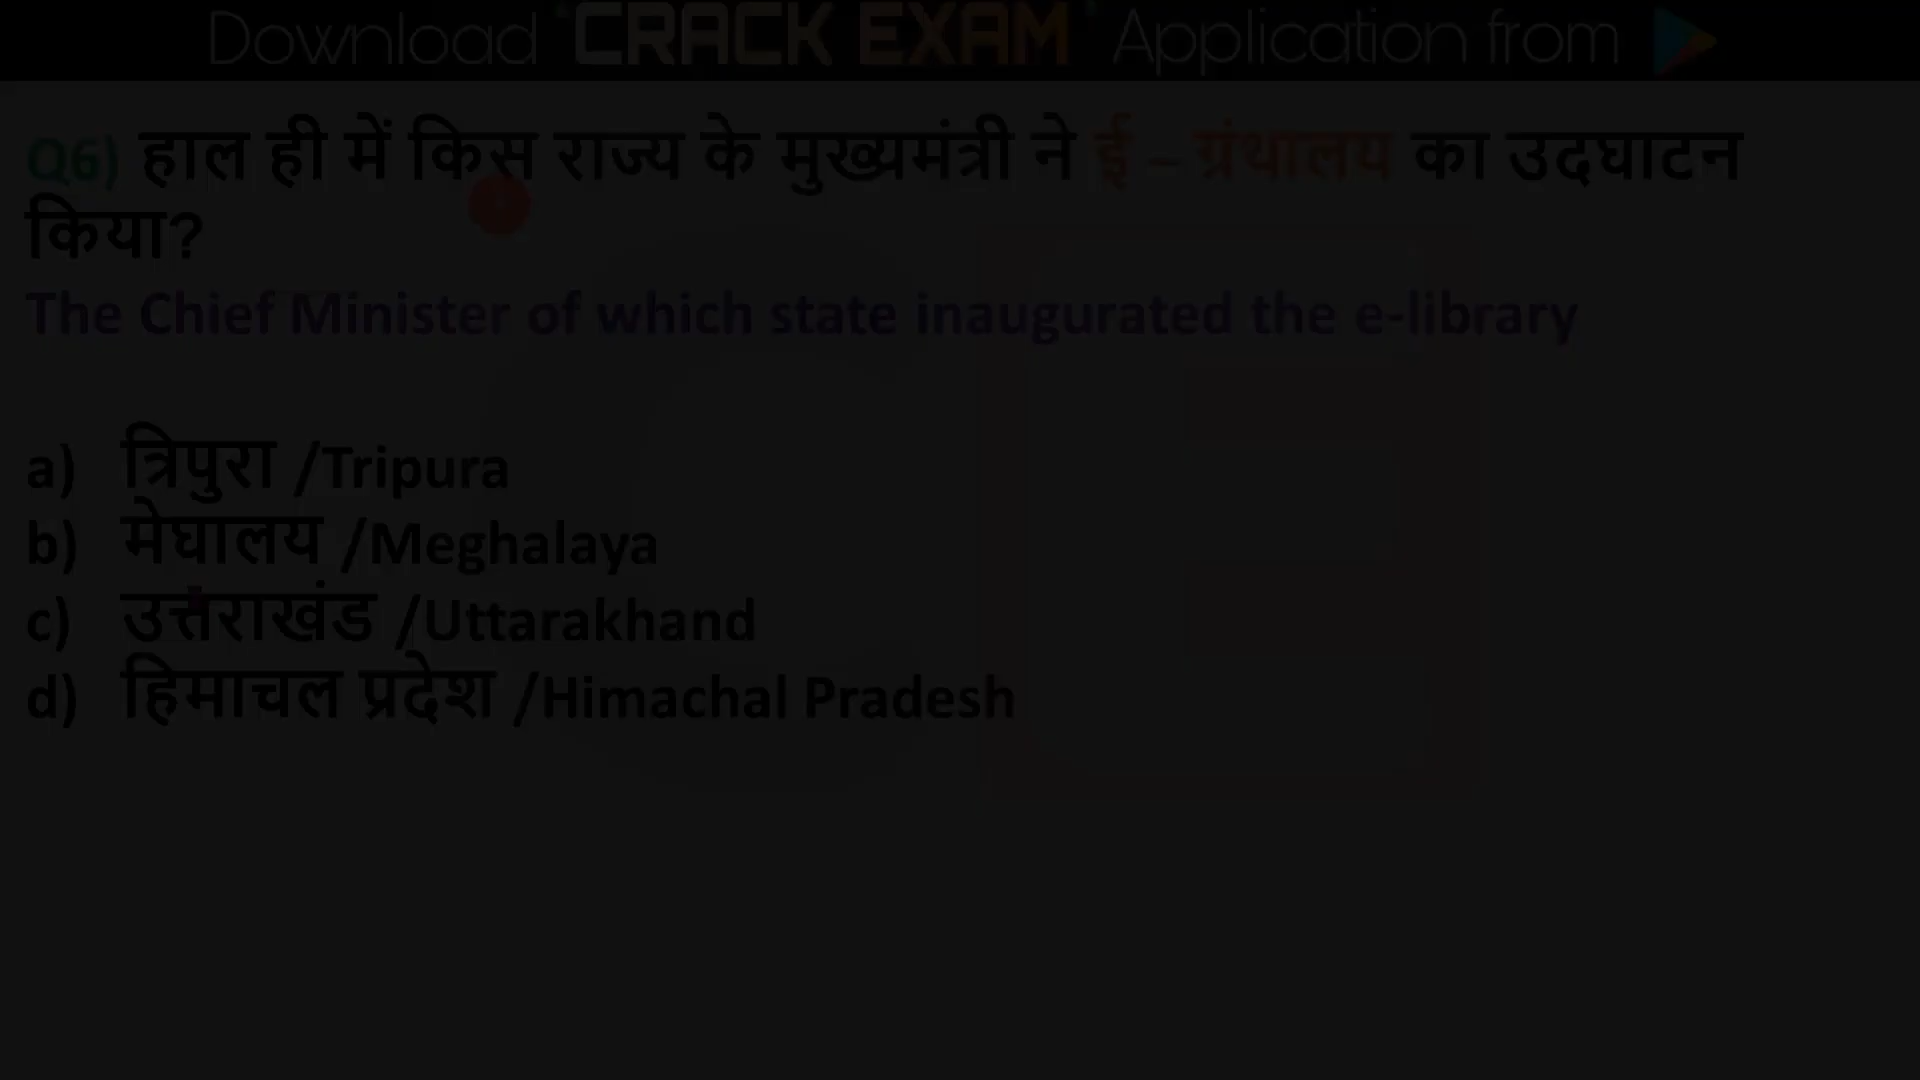 Download 'CRACK EXAM' Application from
Q6) हाल ही में किस राज्य के मुख्यमंत्री ने ई – ग्रंथालय का उदघाटन
किया?
The Chief Minister of which state inaugurated the e-library
a) त्रिपुरा /Tripura
b) मेघालय /Meghalaya
c) उत्तराखंड /Uttarakhand
d) हिमाचल प्रदेश /Himachal Pradesh